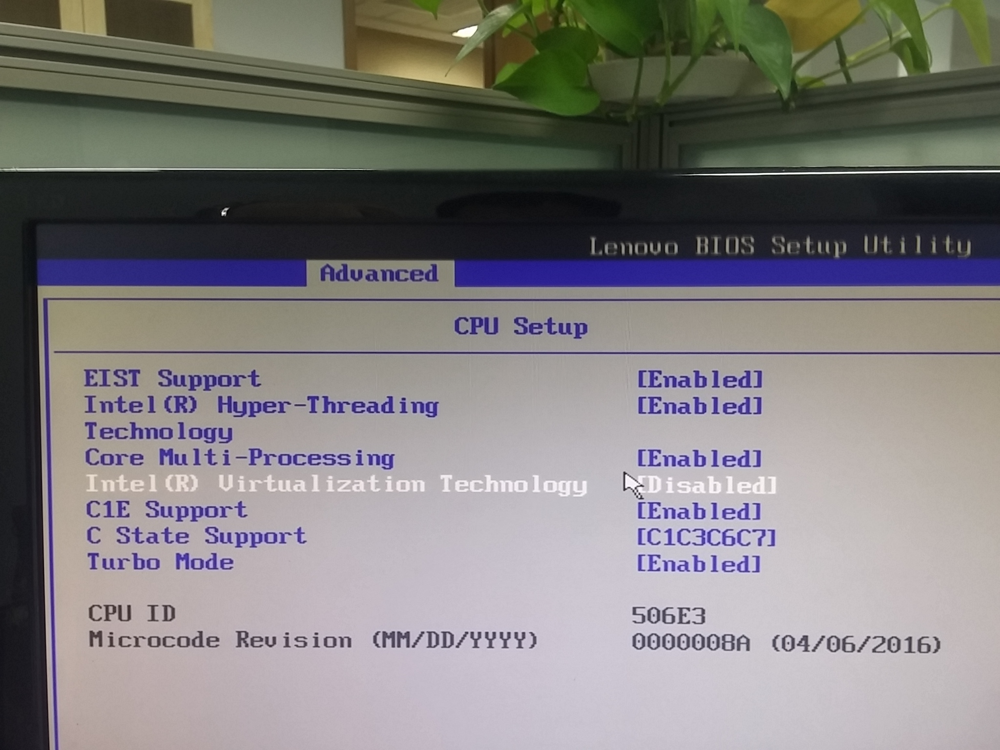 Lenovo BIOS Setup Utility
Advanced
CPU Setup
EIST Support [Enabled]
Intel(R) Hyper-Threading [Enabled]
Technology
Core Multi-Processing [Enabled]
Intel(R) Virtualization Technology [Disabled]
C1E Support [Enabled]
C State Support [C1C3C6C7]
Turbo Mode [Enabled]
CPU ID 506E3
Microcode Revision (MM/DD/YYYY) 0000008A (04/06/2016)